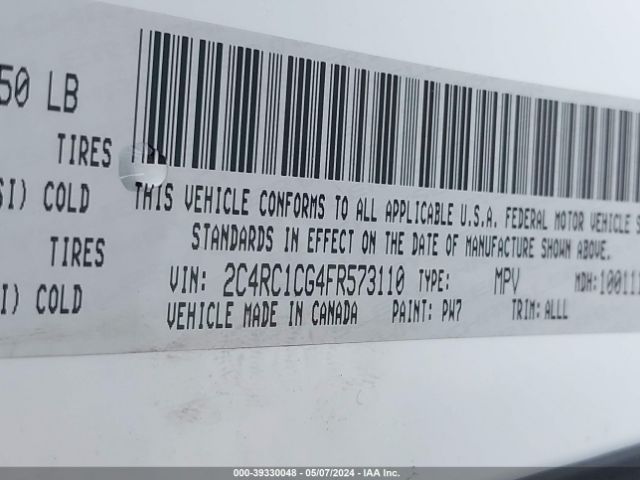 50 LB
TIRES
SI) COLD
TIRES
I) COLD
THIS VEHICLE CONFORMS TO ALL APPLICABLE U.S.A. FEDERAL MOTOR VEHICLE S
STANDARDS IN EFFECT ON THE DATE OF MANUFACTURE SHOWN ABOVE.
VIN: 2C4RC1CG4FR573110 TYPE: MPV MDH:100111
VEHICLE MADE IN CANADA PAINT: PW7 TRIM: ALLL
000-39330048 - 05/07/2024 - IAA Inc.